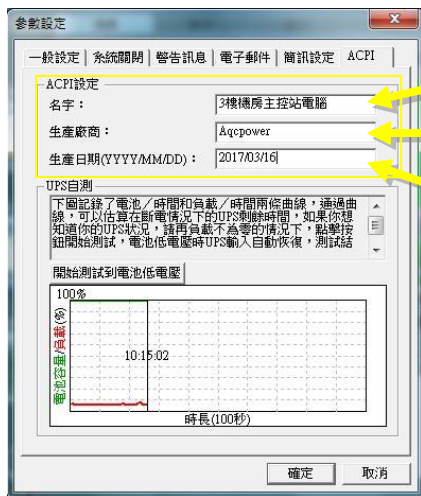 參數設定
一般設定 系統關閉 警告訊息 電子郵件 簡訊設定 ACPI
ACPI設定
名字： 3樓機房主控站電腦
生產廠商： Aqcpower
生產日期(YYYY/MM/DD)： 2017/03/16
UPS自測
下圖記錄了電池／時間和負載／時間兩條曲線，通過曲
線，可以估算在斷電情況下的UPS剩餘時間，如果你想
知道你的UPS狀況，請再負載不為零的情況下，點擊按
鈕開始測試，電池低電壓時UPS輸入自動恢復，測試結
開始測試到電池低電壓
100%
電池容量/負載(%)
10:15:02
時長(100秒)
確定 取消